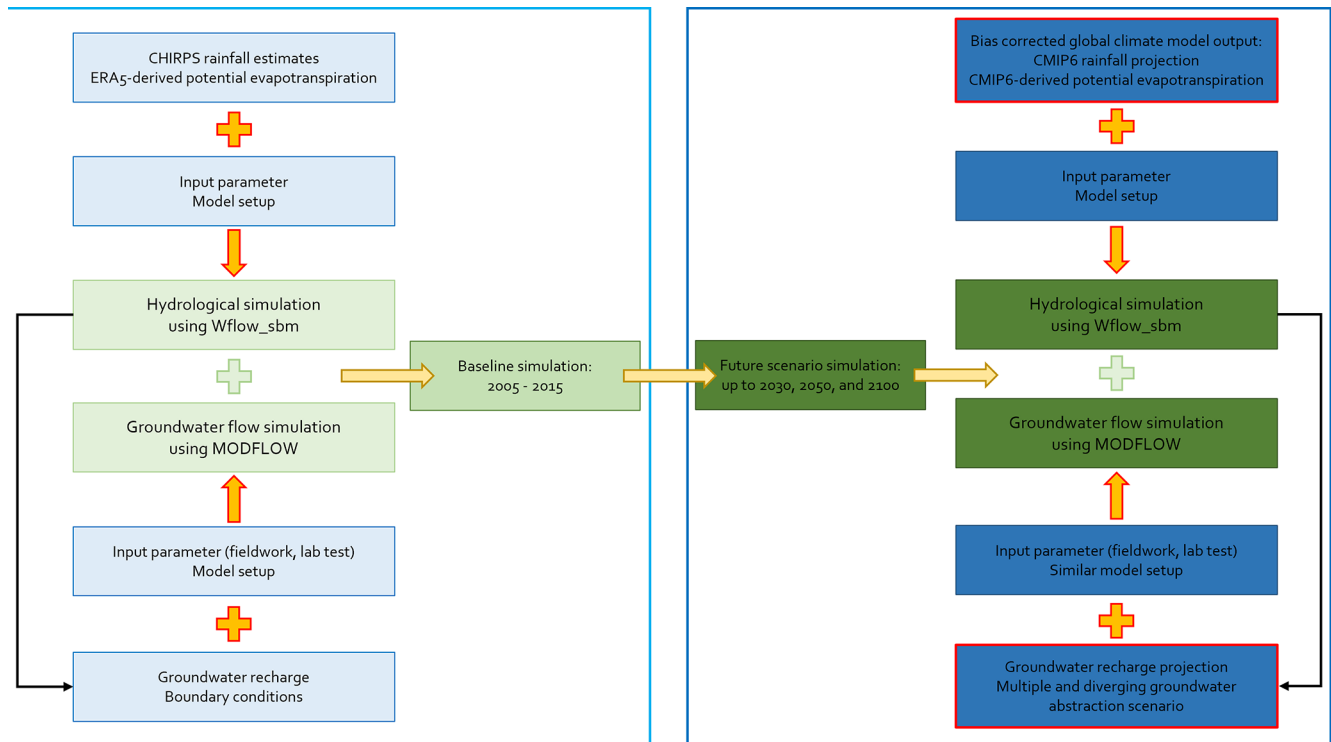 CHIRPS rainfall estimates
ERA5-derived potential evapotranspiration
Input parameter
Model setup
Hydrological simulation
using Wflow_sbm
Groundwater flow simulation
using MODFLOW
Input parameter (fieldwork, lab test)
Model setup
Groundwater recharge
Boundary conditions
Baseline simulation:
2005 - 2015
Future scenario simulation:
up to 2030, 2050, and 2100
Bias corrected global climate model output:
CMIP6 rainfall projection
CMIP6-derived potential evapotranspiration
Input parameter
Model setup
Hydrological simulation
using Wflow_sbm
Groundwater flow simulation
using MODFLOW
Input parameter (fieldwork, lab test)
Similar model setup
Groundwater recharge projection
Multiple and diverging groundwater
abstraction scenario